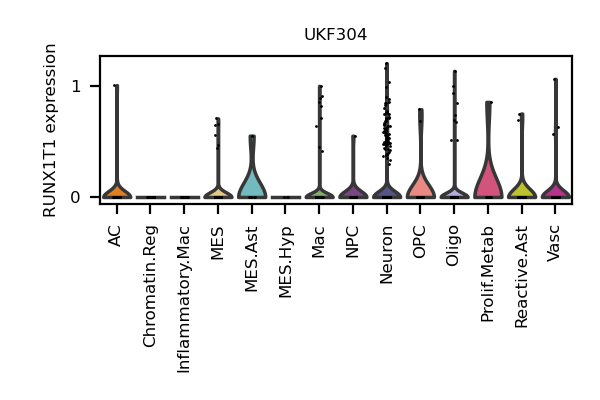 UKF304
RUNX1T1 expression
1
0
AC
Chromatin.Reg
Inflammatory.Mac
MES
MES.Ast
MES.Hyp
Mac
NPC
Neuron
OPC
Oligo
Prolif.Metab
Reactive.Ast
Vasc